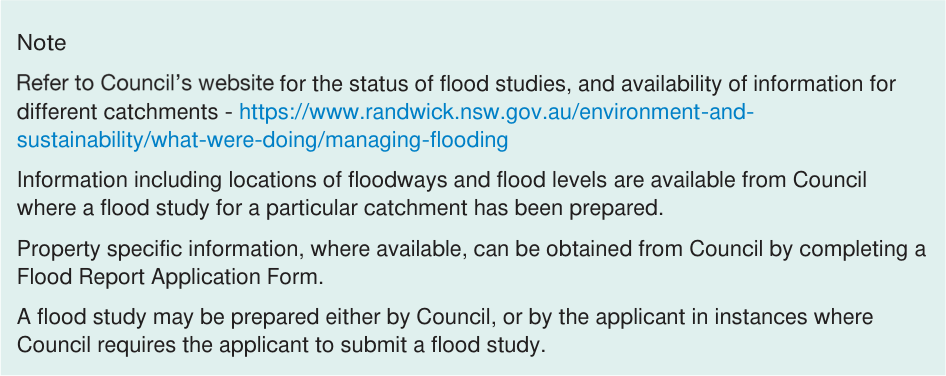 Note
Refer to Council's website for the status of flood studies, and availability of information for
different catchments - https://www.randwick.nsw.gov.au/environment-and-
sustainability/what-were-doing/managing-flooding
Information including locations of floodways and flood levels are available from Council
where a flood study for a particular catchment has been prepared.
Property specific information, where available, can be obtained from Council by completing a
Flood Report Application Form.
A flood study may be prepared either by Council, or by the applicant in instances where
Council requires the applicant to submit a flood study.